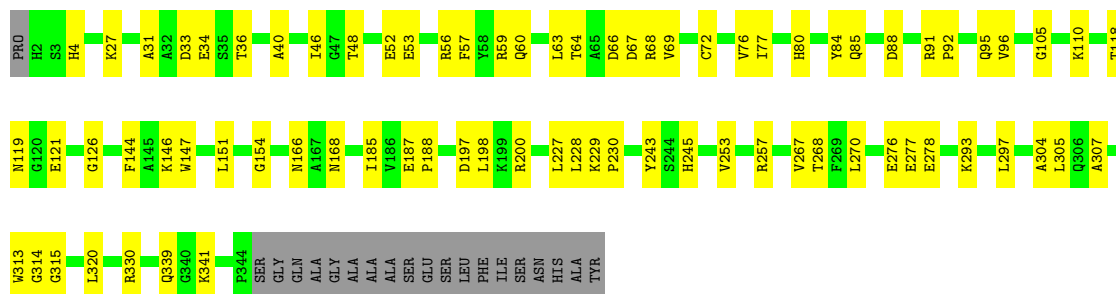 PRO H2 S3 H4 K27 A31 A32 D33 E34 S35 T36 A40 I46 G47 T48 E52 E53 R56 F57 Y58 R59 Q60 L63 T64 A65 D66 D67 R68 V69 C72 V76 I77 H80 Y84 Q85 D88 R91 P92 Q95 V96 G105 K110 T118
N119 G120 E121 G126 F144 A145 K146 W147 L151 G154 N166 A167 N168 I185 V186 E187 P188 D197 L198 K199 R200 L227 L228 K229 P230 Y243 S244 H245 V253 R257 V267 T268 F269 L270 E276 E277 E278 K293 L297 A304 L305 Q306 A307
W313 G314 G315 L320 R330 Q339 G340 K341 P344 SER GLY GLN ALA GLY ALA ALA ALA SER GLU SER LEU PHE ILE SER ASN HIS ALA TYR